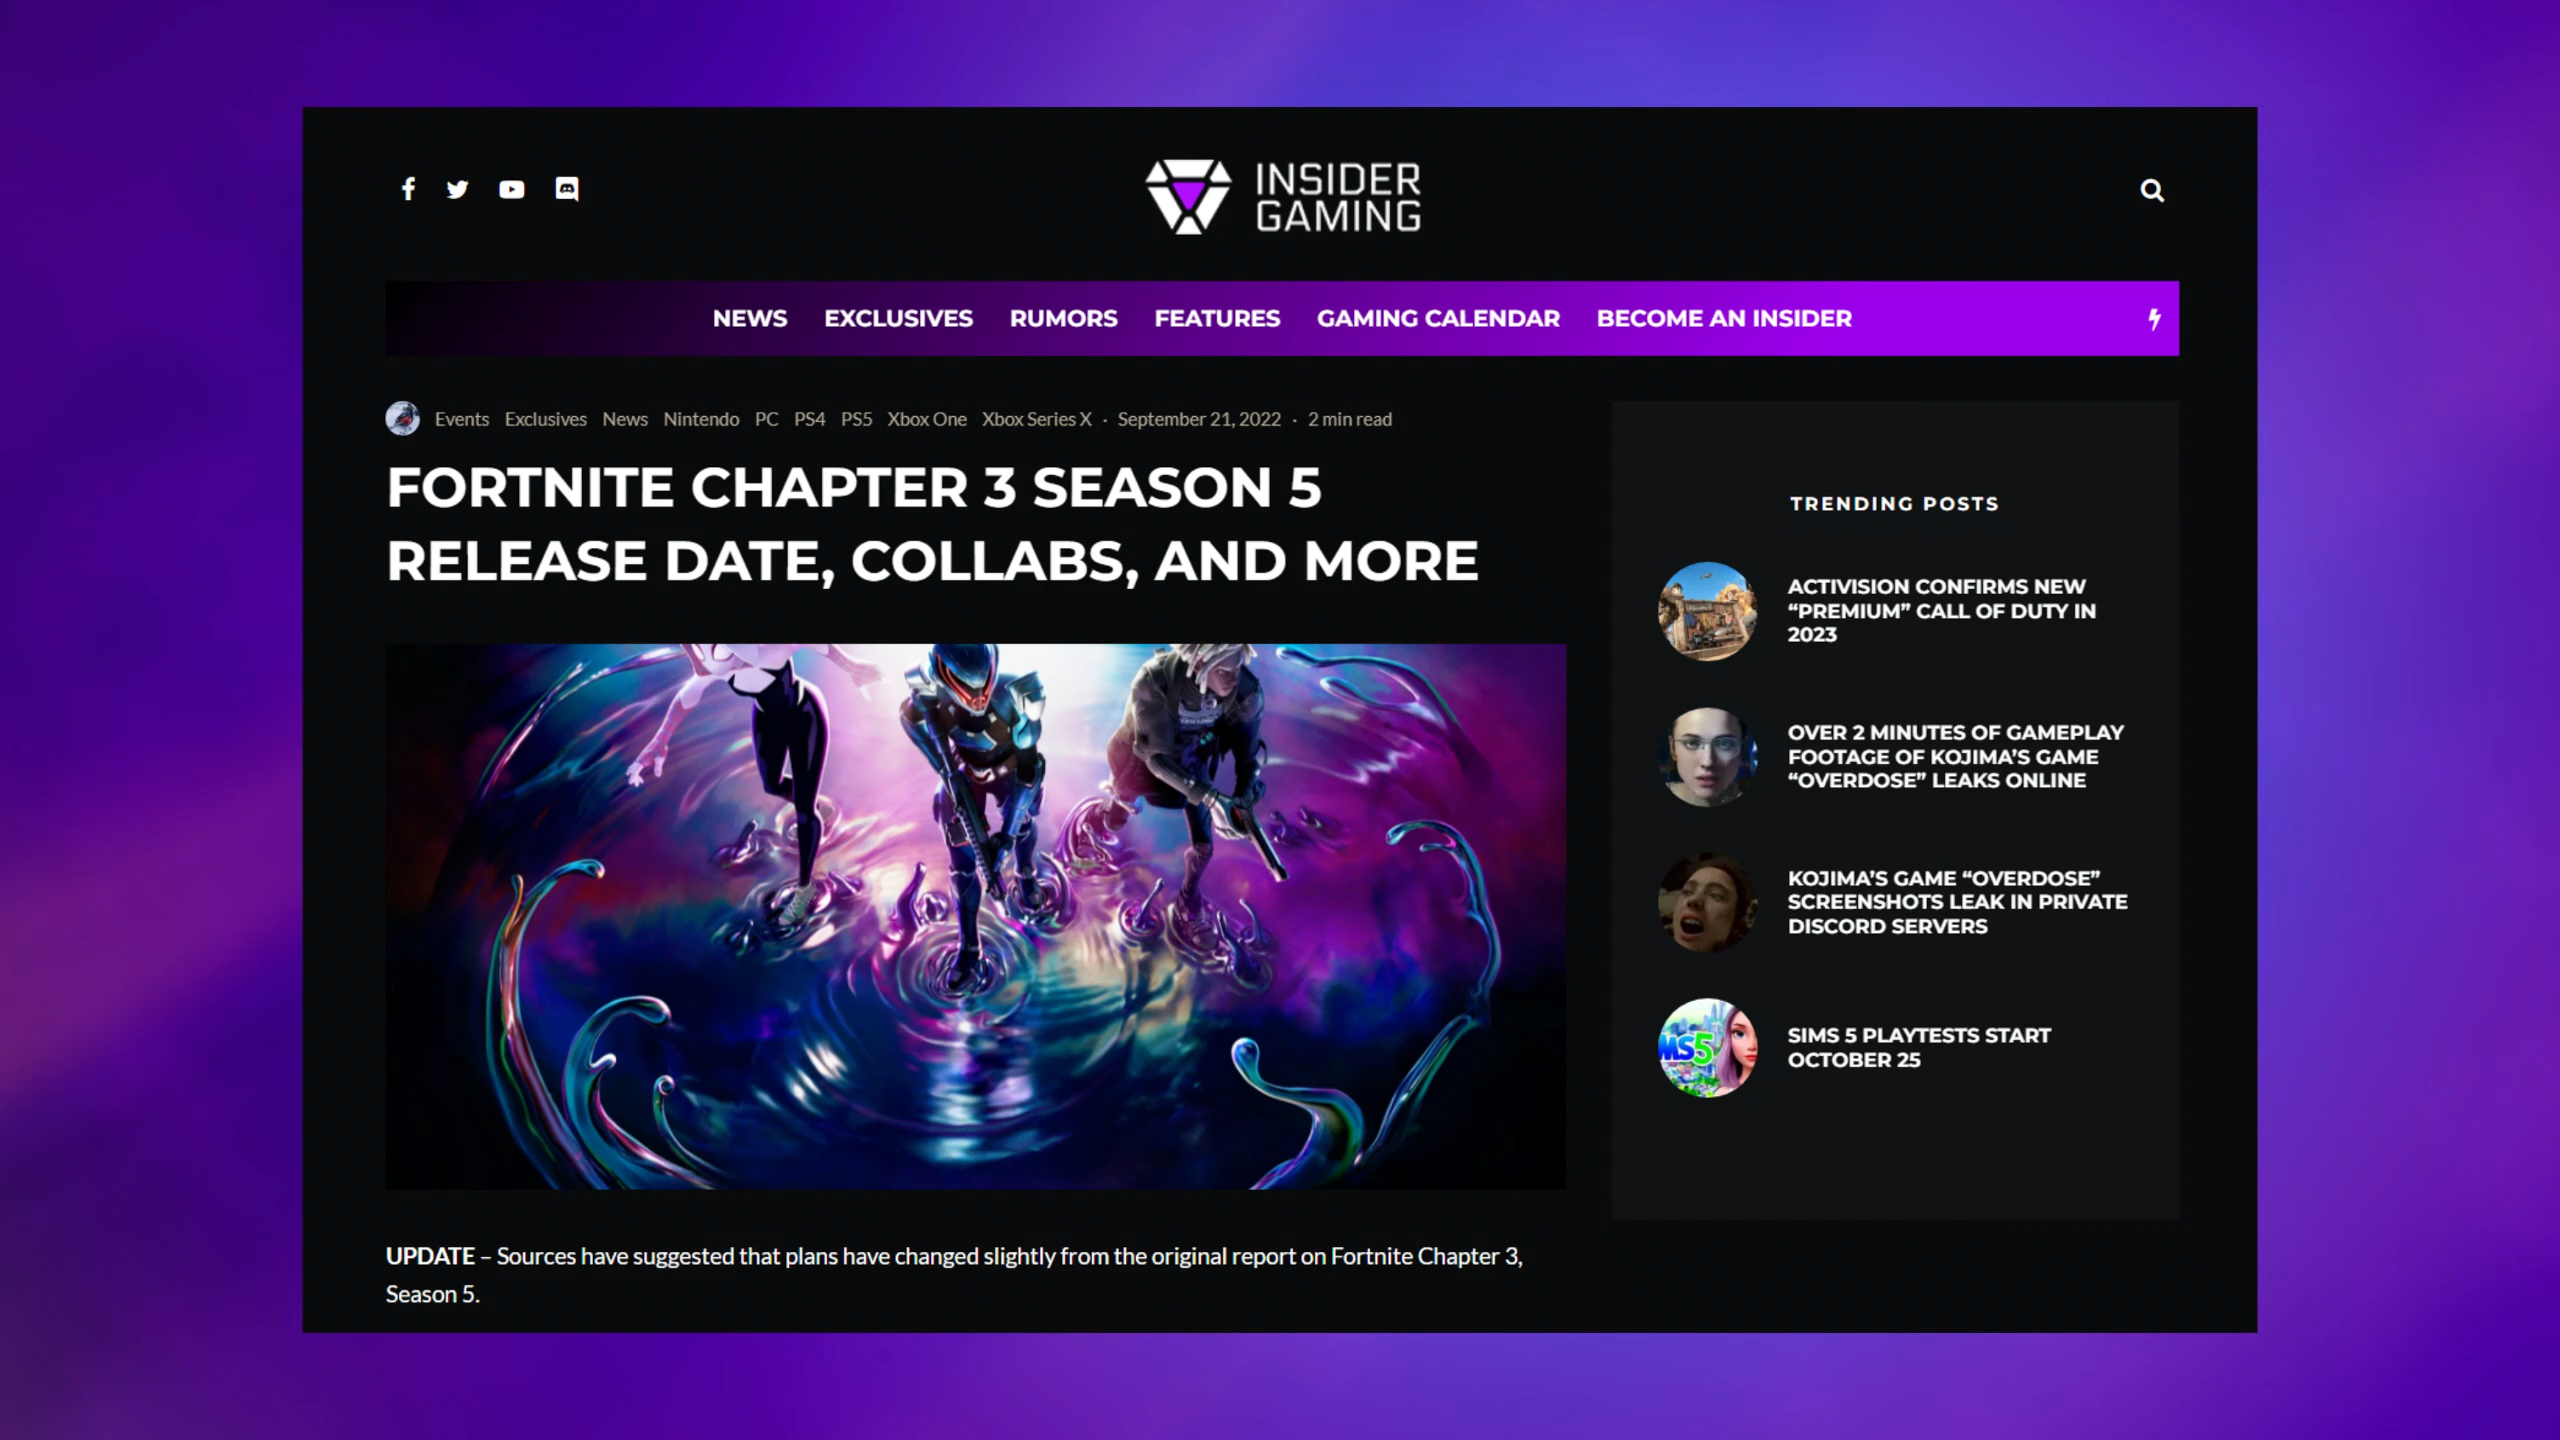 INSIDER
GAMING
NEWS EXCLUSIVES RUMORS FEATURES GAMING CALENDAR BECOME AN INSIDER
Events Exclusives News Nintendo PC PS4 PS5 Xbox One Xbox Series X · September 21, 2022 · 2 min read
FORTNITE CHAPTER 3 SEASON 5
RELEASE DATE, COLLABS, AND MORE
UPDATE – Sources have suggested that plans have changed slightly from the original report on Fortnite Chapter 3,
Season 5.
TRENDING POSTS
ACTIVISION CONFIRMS NEW
“PREMIUM” CALL OF DUTY IN
2023
OVER 2 MINUTES OF GAMEPLAY
FOOTAGE OF KOJIMA’S GAME
“OVERDOSE” LEAKS ONLINE
KOJIMA’S GAME “OVERDOSE”
SCREENSHOTS LEAK IN PRIVATE
DISCORD SERVERS
MS5
SIMS 5 PLAYTESTS START
OCTOBER 25